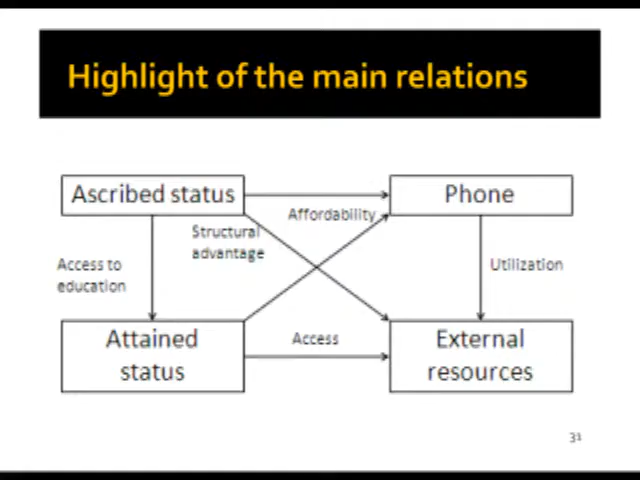 Highlight of the main relations
Ascribed status
Phone
Affordability
Structural
advantage
Access to
education
Utilization
Attained
status
Access
External
resources
31